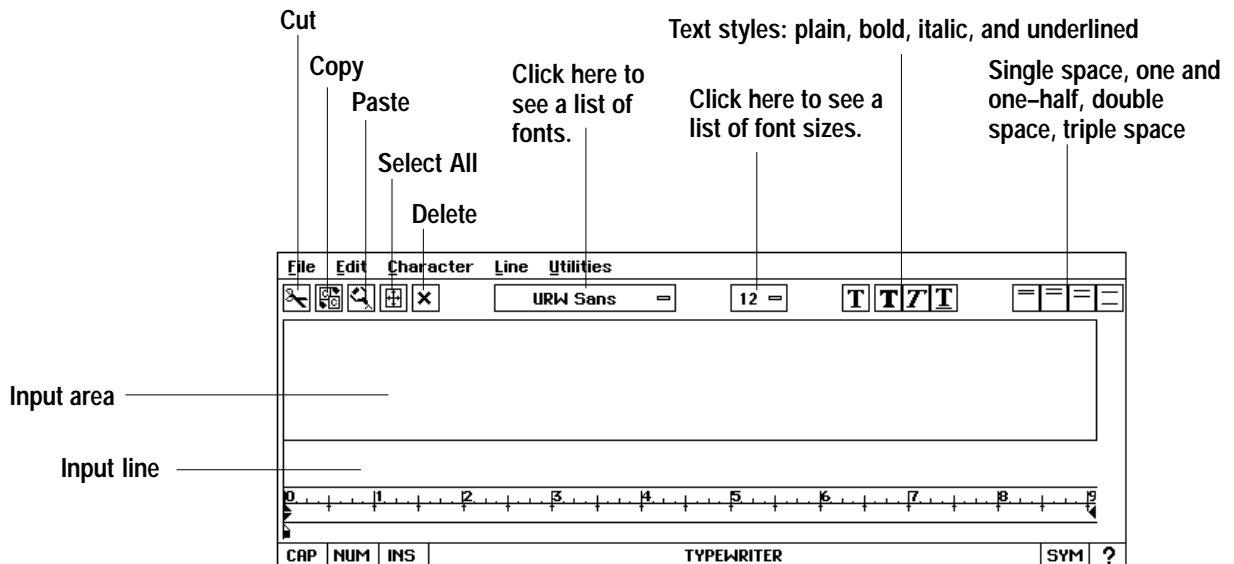 Cut
Text styles: plain, bold, italic, and underlined
Copy
Click here to
see a list of
fonts.
Single space, one and
one–half, double
space, triple space
Paste
Click here to see a
list of font sizes.
Select All
Delete
File Edit Character Line Utilities
URW Sans 12 T T T T
Input area
Input line
0 1 2 3 4 5 6 7 8 9
CAP NUM INS TYPEWRITER SYM ?